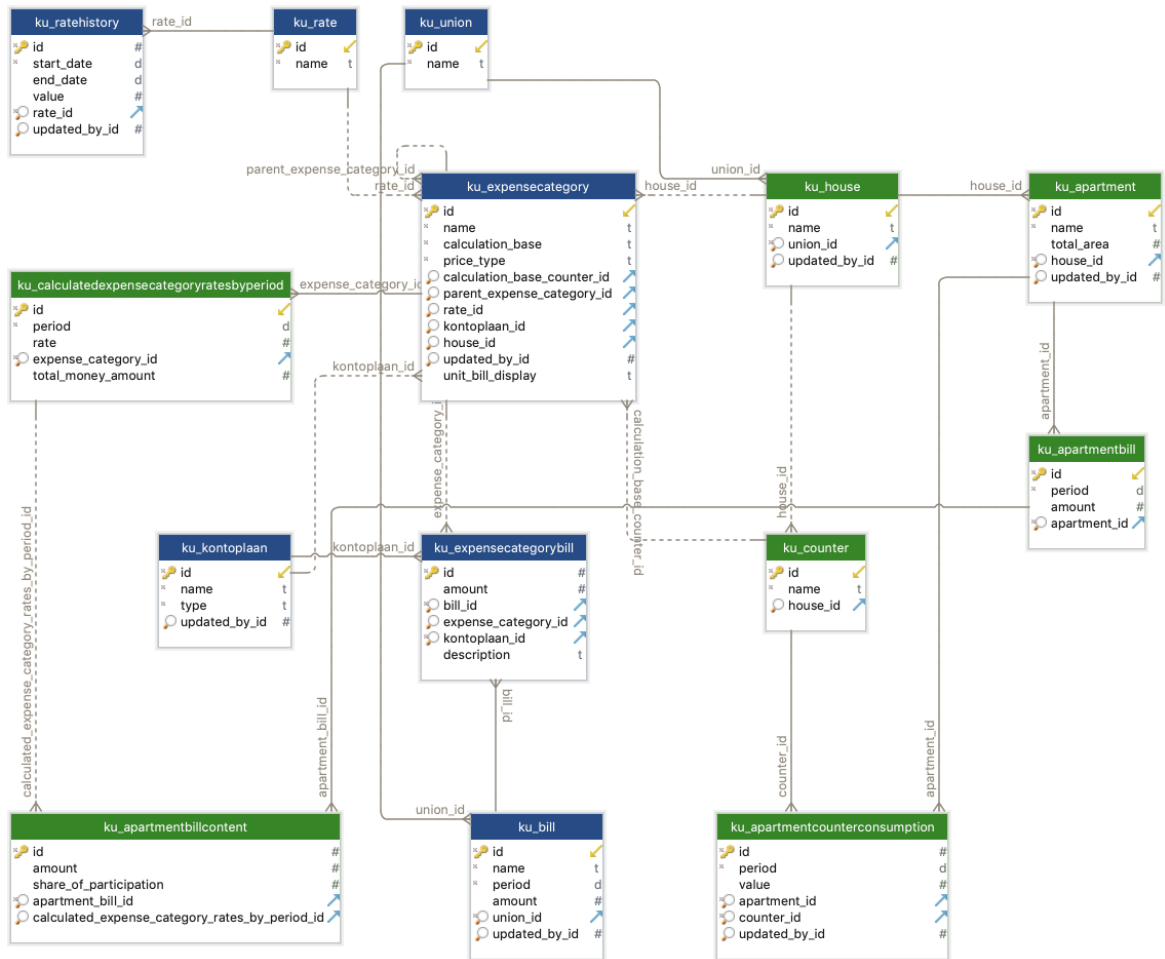 ku_ratehistory
id #
start_date d
end_date d
value #
rate_id
updated_by_id #
rate_id
ku_rate
id
name t
ku_union
id
name t
parent_expense_category_id
rate_id
ku_expensecategory
id
name t
calculation_base t
price_type t
calculation_base_counter_id
parent_expense_category_id
rate_id
kontoplaan_id
house_id
updated_by_id #
unit_bill_display t
house_id
union_id
ku_house
id
name t
union_id
updated_by_id #
house_id
ku_apartment
id
name t
total_area #
house_id
updated_by_id #
ku_calculatedexpensecategoryratesbyperiod
id
period d
rate #
expense_category_id
total_money_amount #
expense_category_id
kontoplaan_id
expense_category_i
calculation_base_counter_id
house_id
apartment_id
ku_apartmentbill
id
period d
amount #
apartment_id
calculated_expense_category_rates_by_period_id
ku_kontoplaan
id
name t
type t
updated_by_id #
kontoplaan_id
ku_expensecategorybill
id #
amount #
bill_id
expense_category_id
kontoplaan_id
description t
ku_counter
id
name t
house_id
apartment_bill_id
bill_id
counter_id
apartment_id
ku_apartmentbillcontent
id #
amount #
share_of_participation #
apartment_bill_id
calculated_expense_category_rates_by_period_id
union_id
ku_bill
id
name t
period d
amount #
union_id
updated_by_id #
ku_apartmentcounterconsumption
id #
period d
value #
apartment_id
counter_id
updated_by_id #